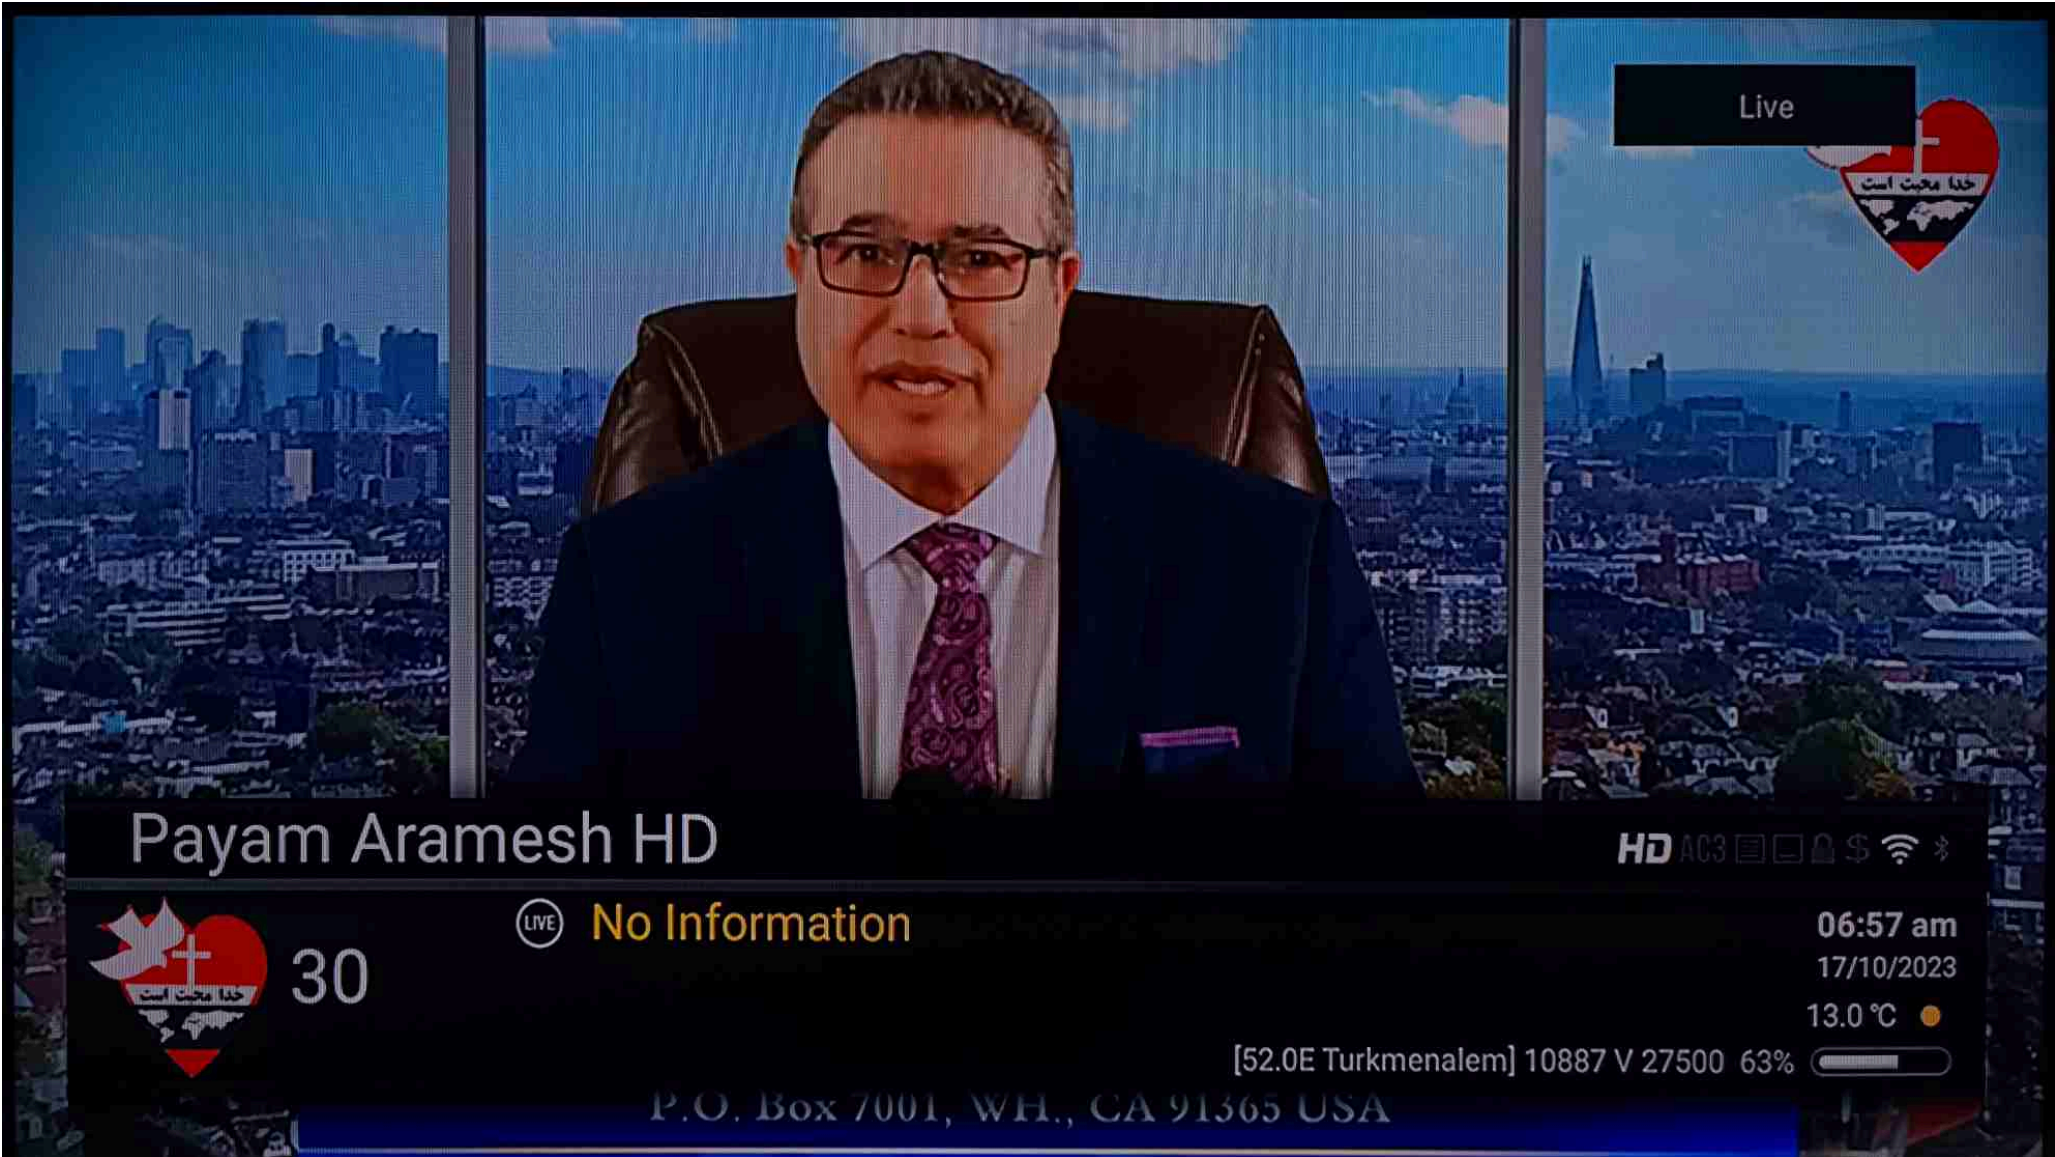 Live
خدا محبت است
Payam Aramesh HD
HD AC3 $
LIVE No Information
06:57 am
17/10/2023
خدا محبت است
30
13.0 °C
[52.0E Turkmenalem] 10887 V 27500 63%
P.O. Box 7001, WH., CA 91365 USA